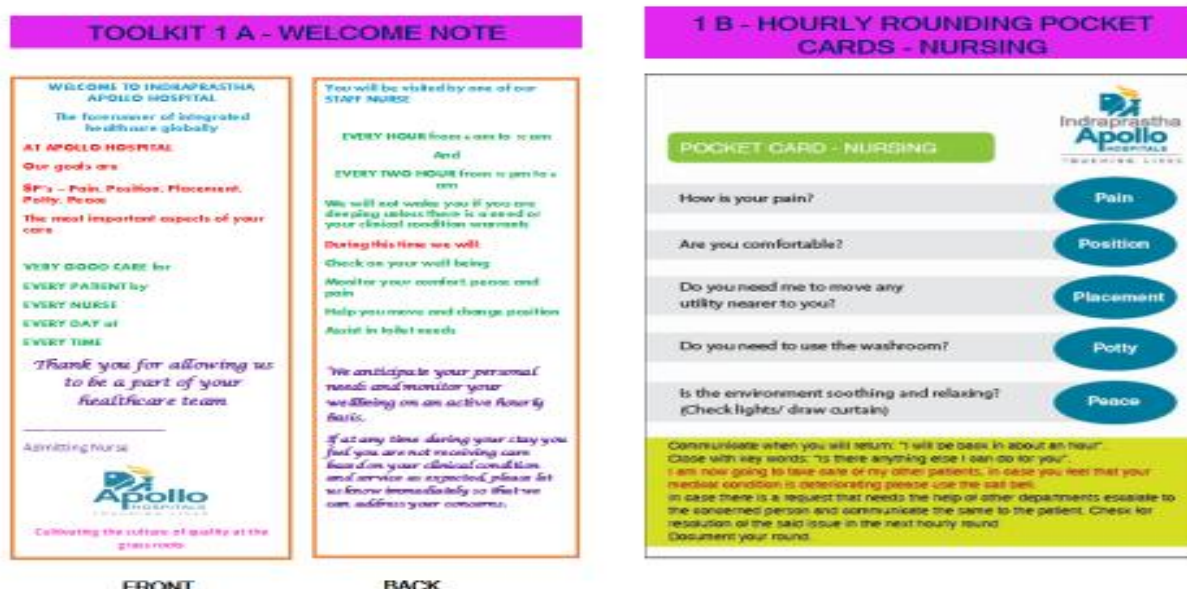 TOOLKIT 1 A - WELCOME NOTE
WELCOME TO INDRAPRASTHA
APOLLO HOSPITAL
The forerunner of integrated
healthcare globally
AT APOLLO HOSPITAL
Our goals are
P's – Pain, Position, Placement,
Potty, Peace
The most important aspects of your
care
VERY GOOD CARE for
EVERY PATIENT by
EVERY NURSE
EVERY DAY at
EVERY TIME
Thank you for allowing us
to be a part of your
healthcare team
Admitting Nurse
Apollo
HOSPITALS
TOUCHING LIVES
Cultivating the culture of quality at the
grassroots
FRONT
You will be visited by one of our
STAFF NURSE
EVERY HOUR from am to am
And
EVERY TWO HOUR from pm to
am
We will not wake you if you are
sleeping unless there is a need or
your clinical condition warrants
During this time we will
Check on your well being
Monitor your comfort, peace and
pain
Help you move and change position
Assist in toilet needs
"We anticipate your personal
needs and monitor your
wellbeing on an active hourly
basis.
If at any time during your stay you
feel you are not receiving care
based on your clinical condition
and service as expected, please let
us know immediately so that we
can address your concerns.
BACK
1 B - HOURLY ROUNDING POCKET
CARDS - NURSING
Indraprastha
Apollo
HOSPITALS
TOUCHING LIVES
POCKET CARD - NURSING
How is your pain?
Pain
Are you comfortable?
Position
Do you need me to move any
utility nearer to you?
Placement
Do you need to use the washroom?
Potty
Is the environment soothing and relaxing?
(Check lights/ draw curtain)
Peace
Communicate when you will return: "I will be back in about an hour".
Close with key words: "Is there anything else I can do for you".
I am now going to take care of my other patients, in case you feel that your
medical condition is deteriorating please use the call bell.
In case there is a request that needs the help of other departments escalate to
the concerned person and communicate the same to the patient. Check for
resolution of the said issue in the next hourly round
Document your round.